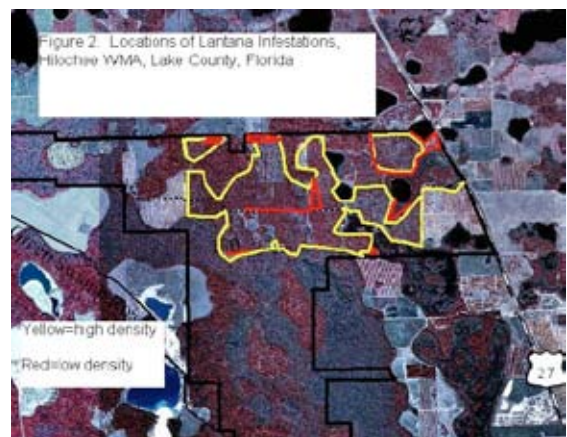 Figure 2. Locations of Lantana Infestations,
Hilochee WMA, Lake County, Florida
Yellow=high density
Red=low density
27